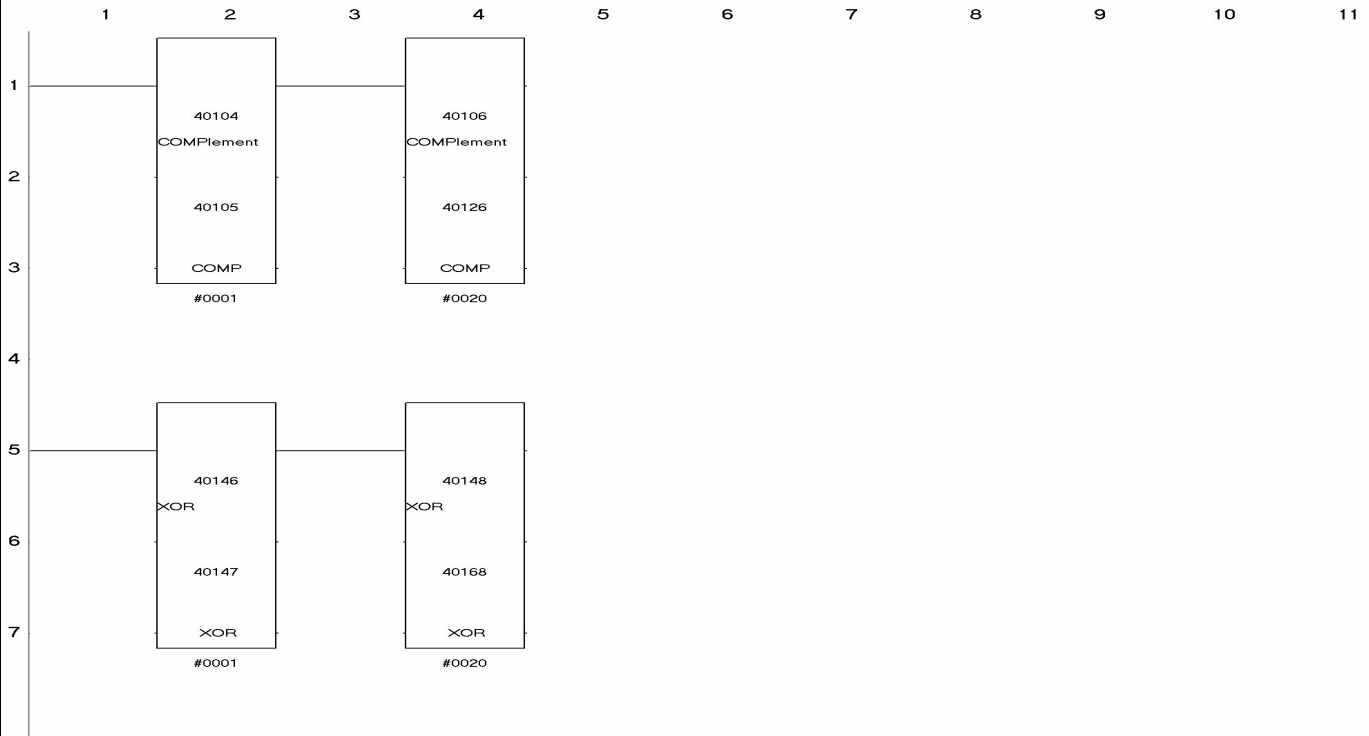 1 2 3 4 5 6 7 8 9 10 11
1
40104 40106
COMPlement COMPlement
2
40105 40126
3 COMP COMP
#0001 #0020
4
5
40146 40148
XOR XOR
6
40147 40168
7 XOR XOR
#0001 #0020